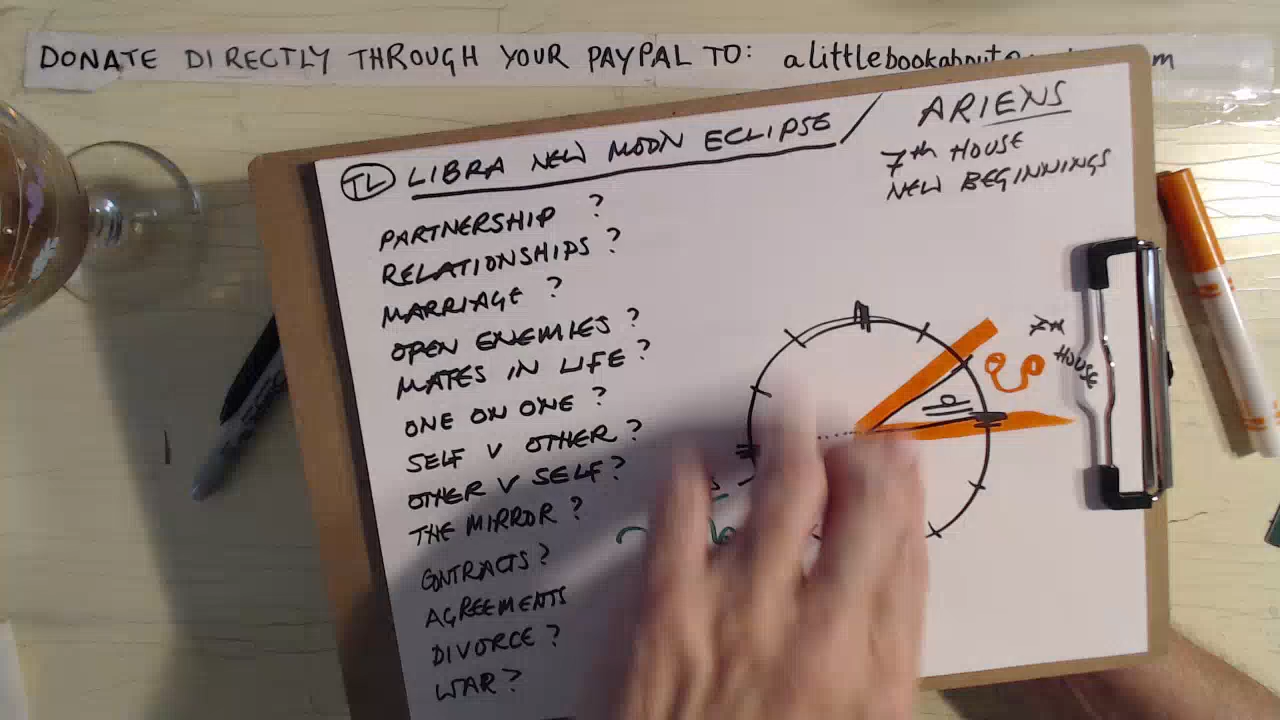 DONATE DIRECTLY THROUGH YOUR PAYPAL TO: alittlebookabout
TL LIBRA NEW MOON ECLIPSE /
ARIENS
7th HOUSE
NEW BEGINNINGS
PARTNERSHIP ?
RELATIONSHIPS ?
MARRIAGE ?
OPEN ENEMIES ?
MATES IN LIFE ?
ONE ON ONE ?
SELF V OTHER ?
OTHER V SELF ?
THE MIRROR ?
CONTRACTS ?
AGREEMENTS
DIVORCE ?
WAR ?
7TH
HOUSE